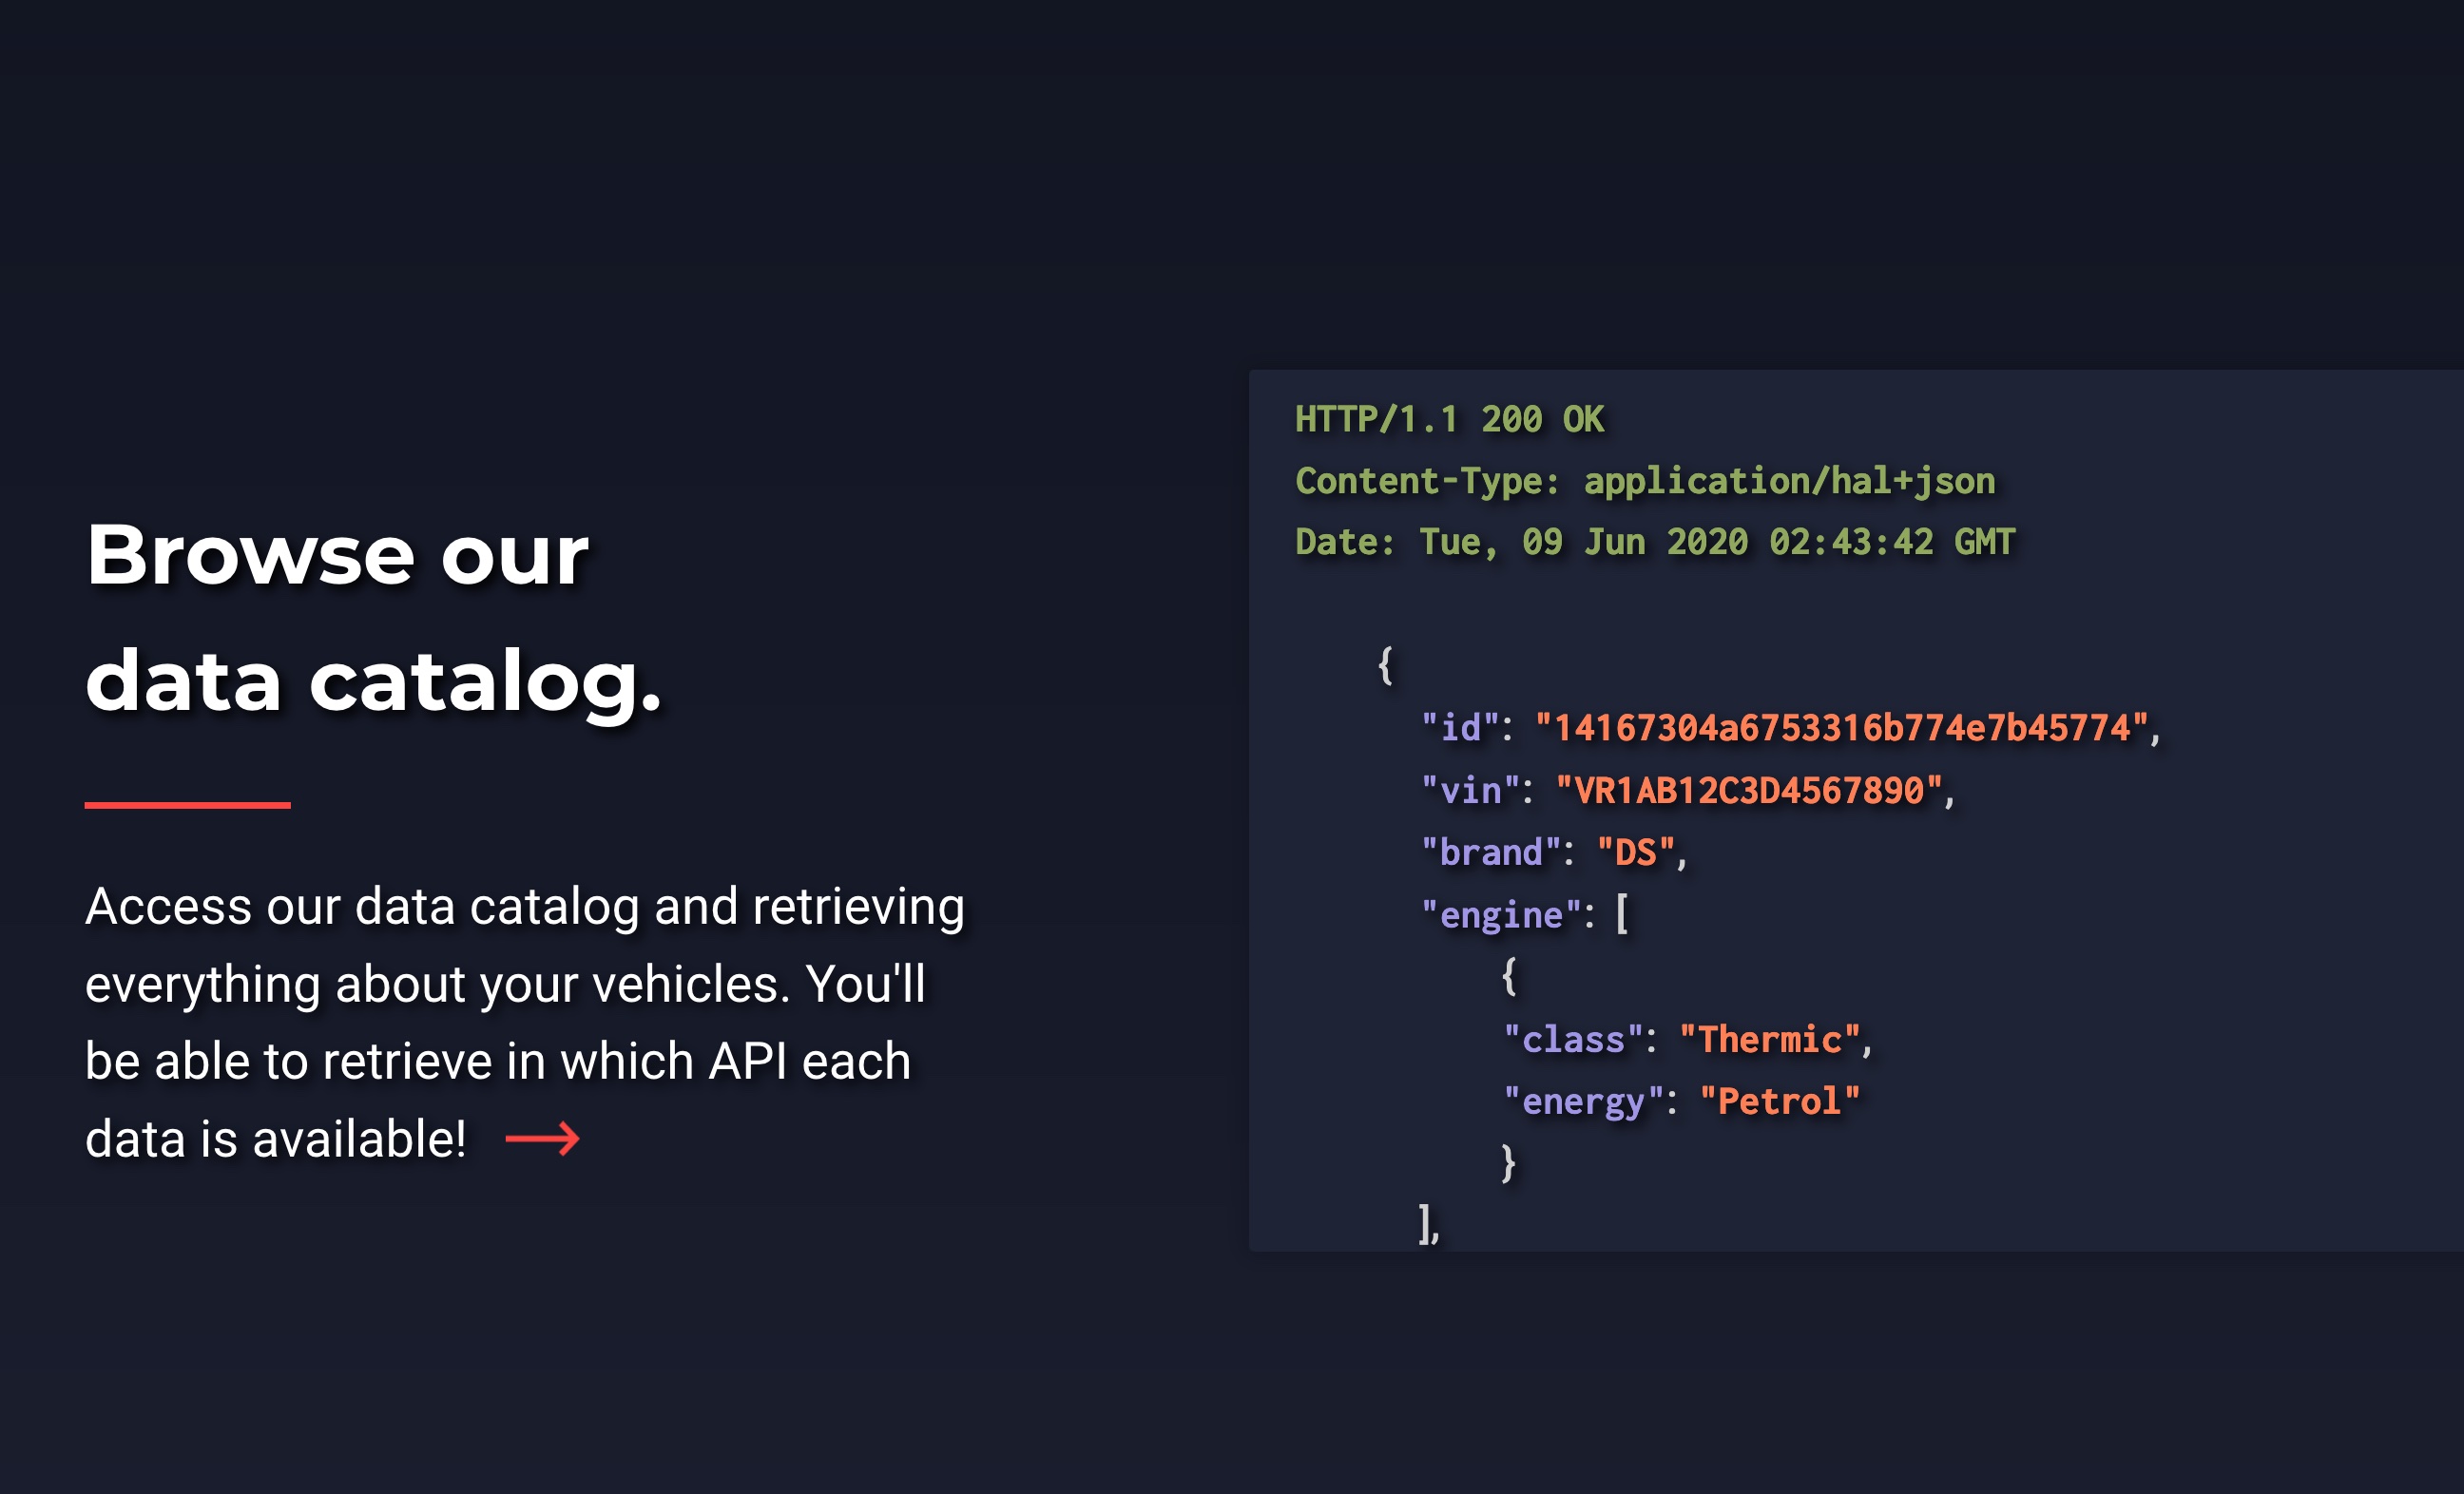 Browse our
data catalog.
Access our data catalog and retrieving
everything about your vehicles. You'll
be able to retrieve in which API each
data is available! →
HTTP/1.1 200 OK
Content-Type: application/hal+json
Date: Tue, 09 Jun 2020 02:43:42 GMT
{
"id": "14167304a6753316b774e7b45774",
"vin": "VR1AB12C3D4567890",
"brand": "DS",
"engine": [
{
"class": "Thermic",
"energy": "Petrol"
}
],